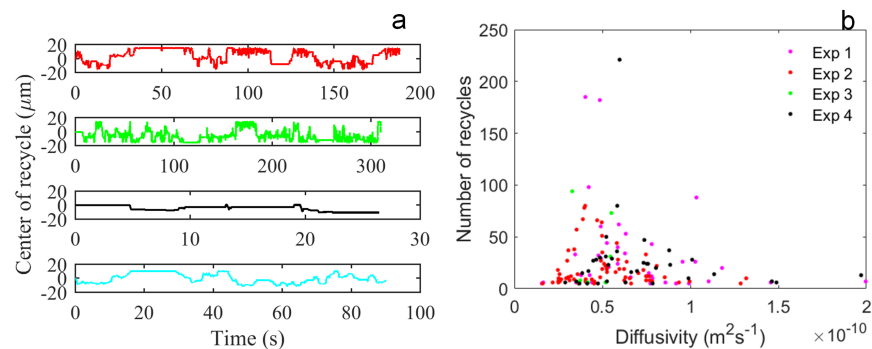 a
Center of recycle (μm)
20
0
-20
0 50 100 150 200
20
0
-20
0 100 200 300
20
0
-20
0 10 20 30
20
0
-20
0 20 40 60 80 100
Time (s)
b
Number of recycles
250
200
150
100
50
0
Exp 1
Exp 2
Exp 3
Exp 4
0 0.5 1 1.5 2
Diffusivity (m²s⁻¹) ×10⁻¹⁰